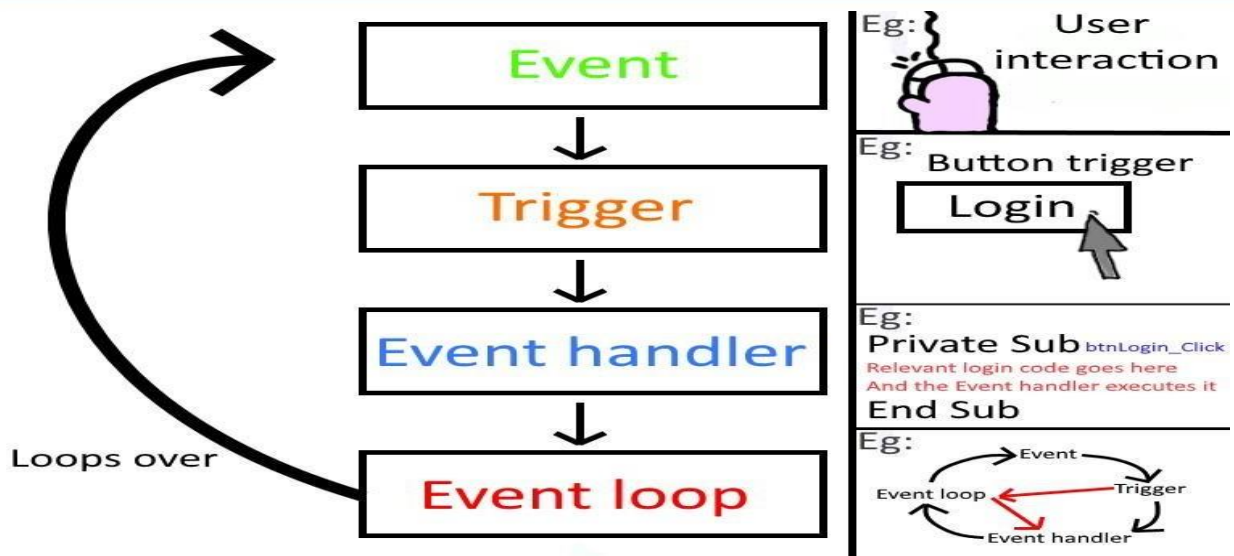 Event
Trigger
Event handler
Event loop
Loops over
Eg:
User
interaction
Eg:
Button trigger
Login
Eg:
Private Sub btnLogin_Click
Relevant login code goes here
And the Event handler executes it
End Sub
Eg:
Event
Trigger
Event loop
Event handler